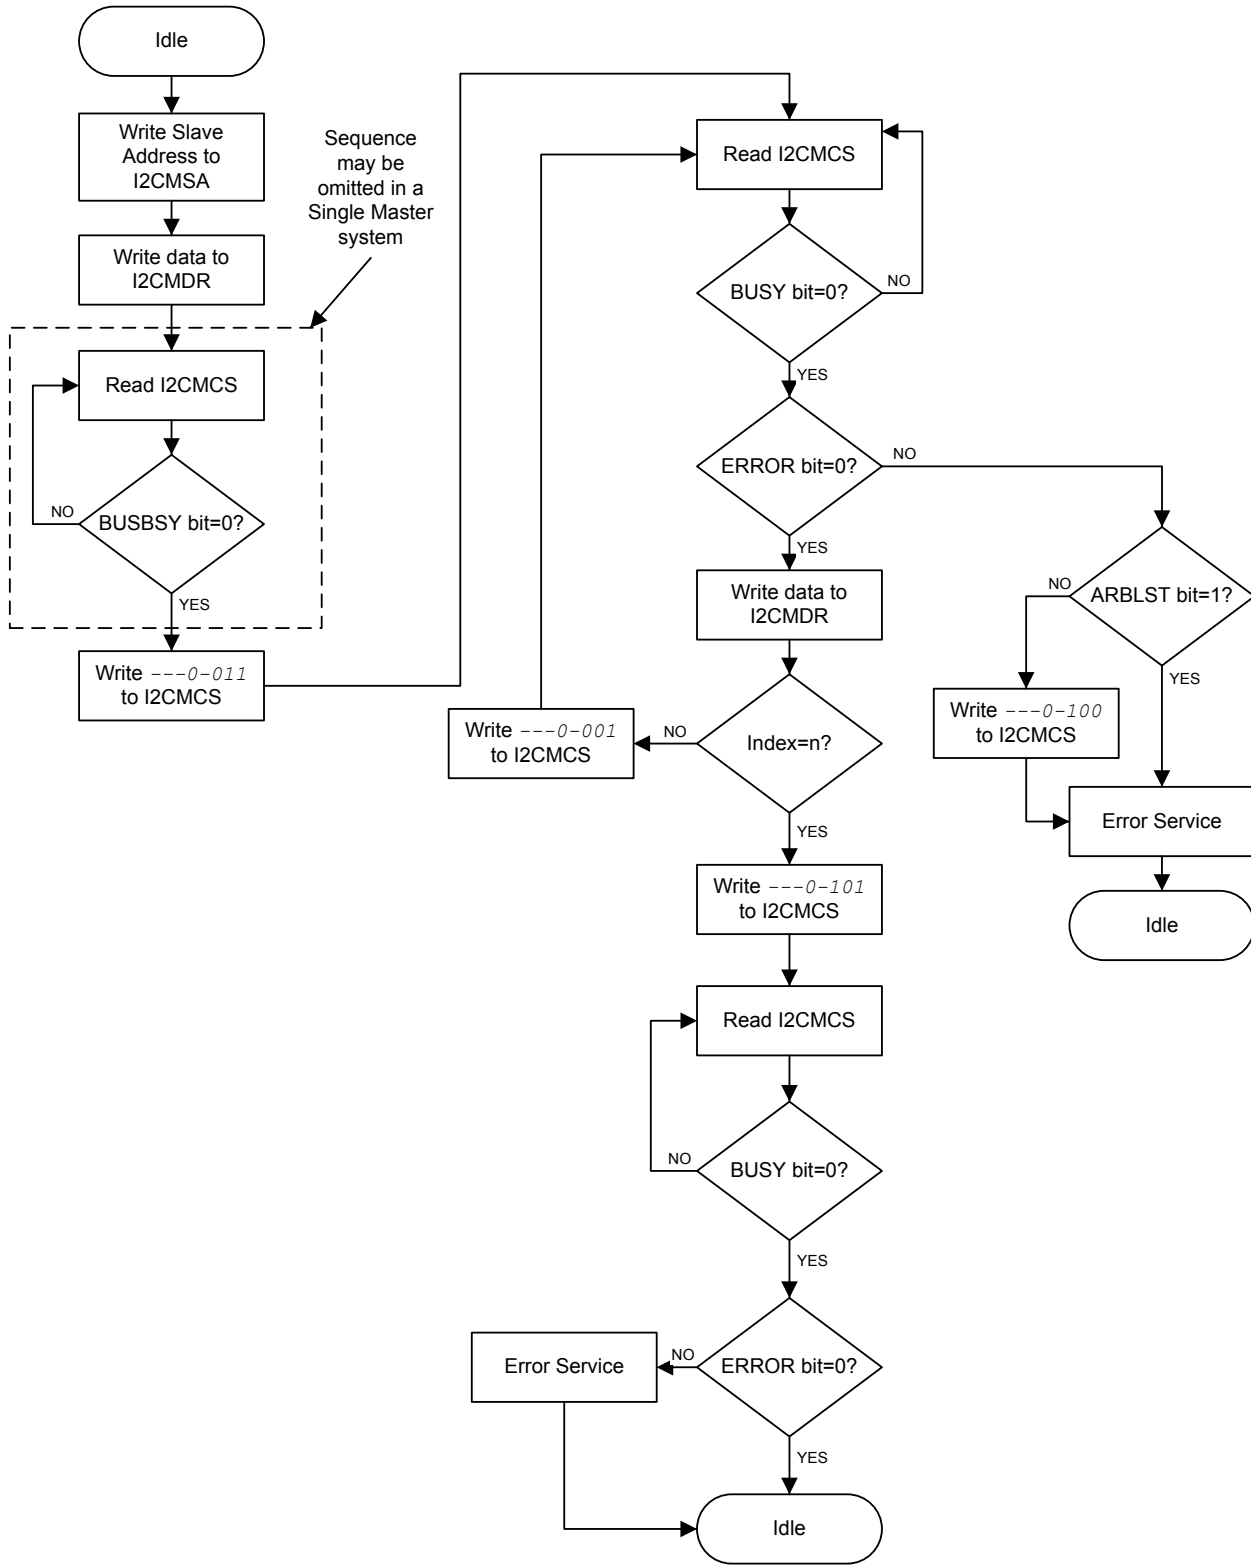 Idle
Write Slave
Address to
I2CMSA
Write data to
I2CMDR
Sequence
may be
omitted in a
Single Master
system
Read I2CMCS
BUSBSY bit=0?
NO
YES
Write ---0-011
to I2CMCS
Read I2CMCS
BUSY bit=0?
NO
YES
ERROR bit=0?
NO
YES
Write data to
I2CMDR
Index=n?
NO
Write ---0-001
to I2CMCS
YES
Write ---0-101
to I2CMCS
Read I2CMCS
BUSY bit=0?
NO
YES
ERROR bit=0?
NO
Error Service
YES
Idle
ARBLST bit=1?
NO
Write ---0-100
to I2CMCS
YES
Error Service
Idle